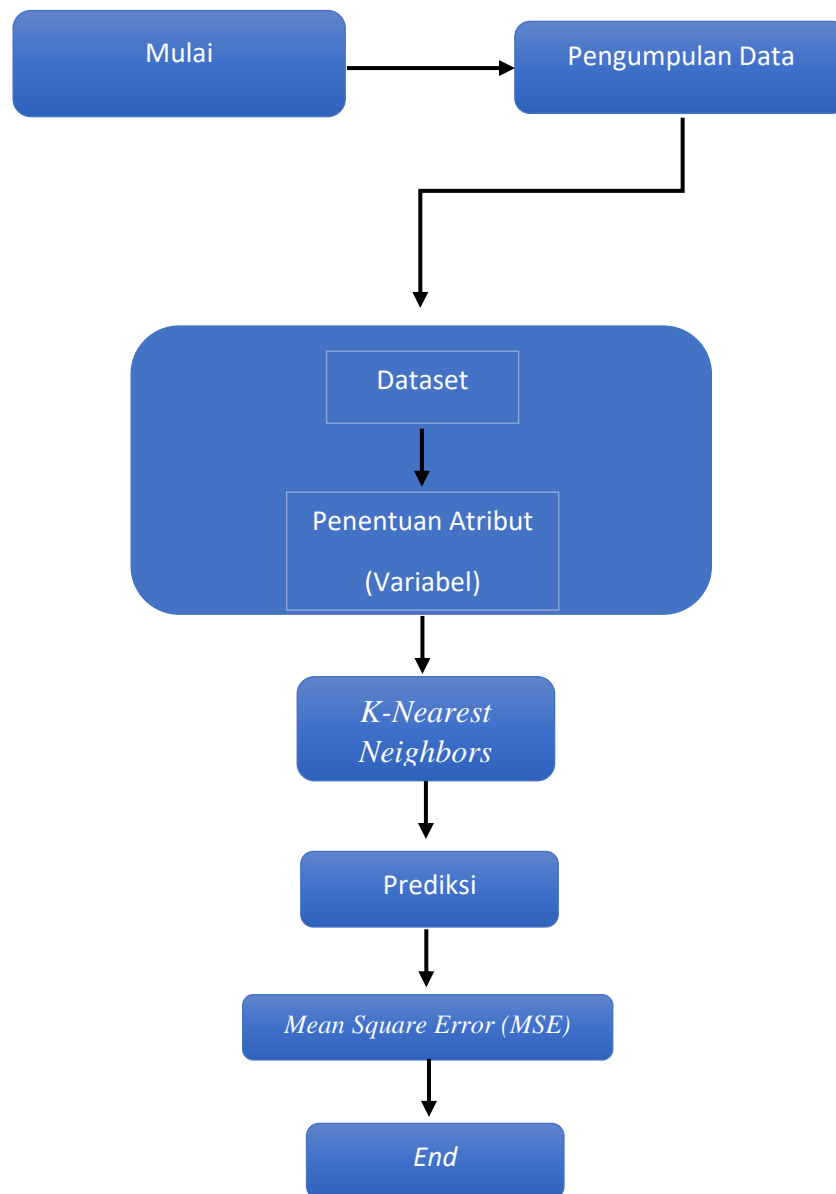 Mulai
Pengumpulan Data
Dataset
Penentuan Atribut
(Variabel)
K-Nearest
Neighbors
Prediksi
Mean Square Error (MSE)
End